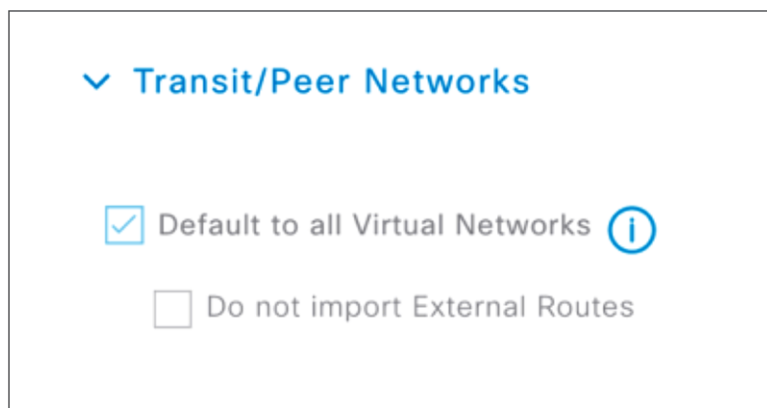 Transit/Peer Networks
Default to all Virtual Networks i
Do not import External Routes